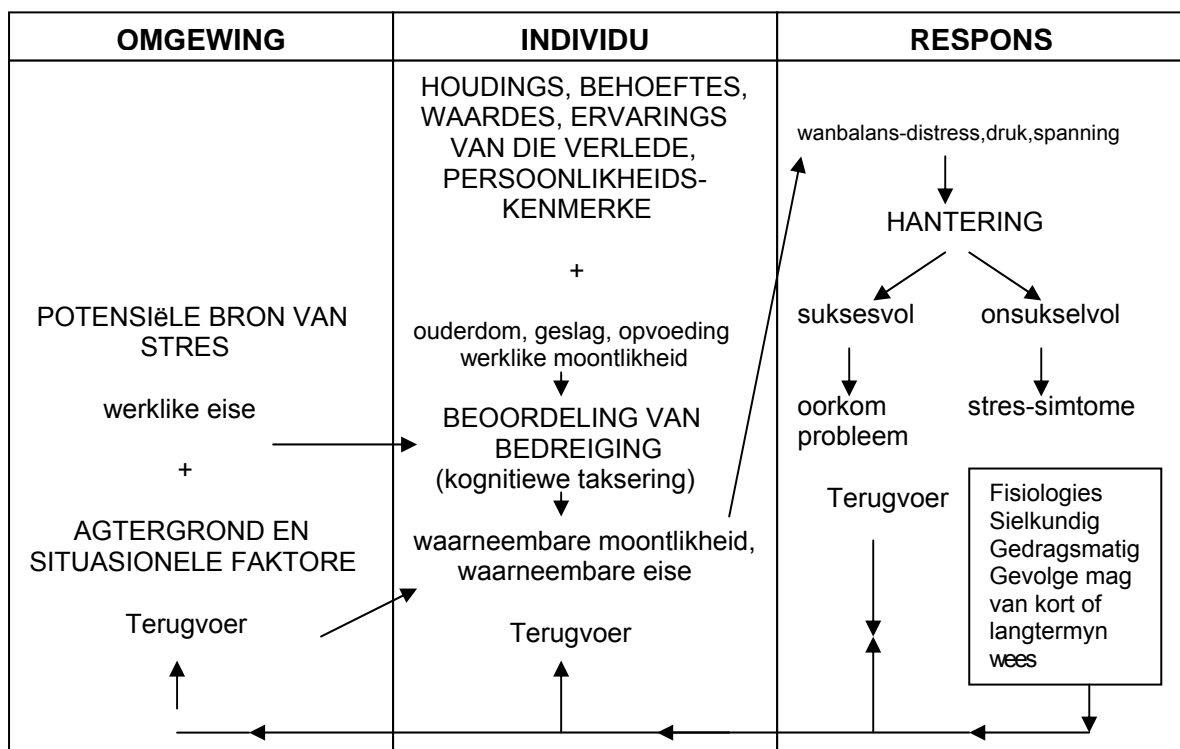 OMGEWING
INDIVIDU
RESPONS
POTENSIëLE BRON VAN
STRES
werklike eise
+
AGTERGROND EN
SITUASIONELE FAKTORE
Terugvoer
HOUDINGS, BEHOEFTES,
WAARDES, ERVARINGS
VAN DIE VERLEDE,
PERSOONLIKHEIDS-
KENMERKE
+
ouderdom, geslag, opvoeding
werklike moontlikheid
BEOORDELING VAN
BEDREIGING
(kognitiewe taksering)
waarneembare moontlikheid,
waarneembare eise
Terugvoer
wanbalans-distress,druk,spanning
HANTERING
suksesvol
onsukselvol
oorkom
probleem
stres-simtome
Terugvoer
Fisiologies
Sielkundig
Gedragsmatig
Gevolge mag
van kort of
langtermyn
wees